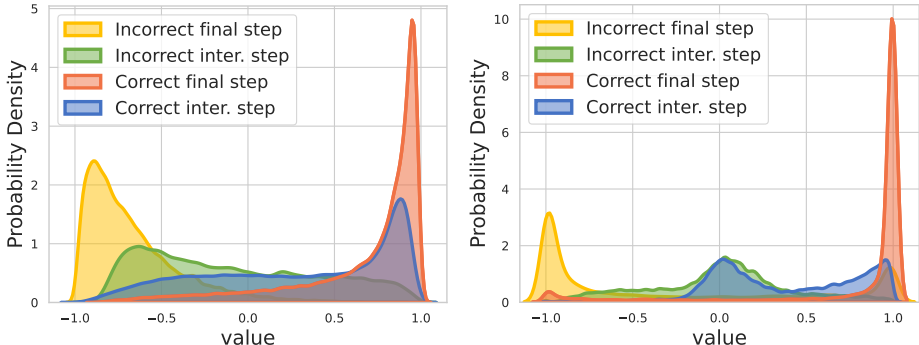 5
4
3
2
1
0
Probability Density
Incorrect final step
Incorrect inter. step
Correct final step
Correct inter. step
−1.0 −0.5 0.0 0.5 1.0
value
10
8
6
4
2
0
Probability Density
Incorrect final step
Incorrect inter. step
Correct final step
Correct inter. step
−1.0 −0.5 0.0 0.5 1.0
value